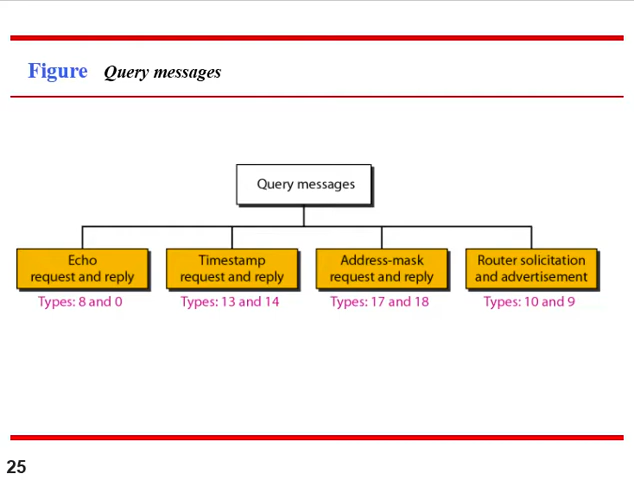 Figure Query messages
Query messages
Echo
request and reply
Types: 8 and 0
Timestamp
request and reply
Types: 13 and 14
Address-mask
request and reply
Types: 17 and 18
Router solicitation
and advertisement
Types: 10 and 9
25